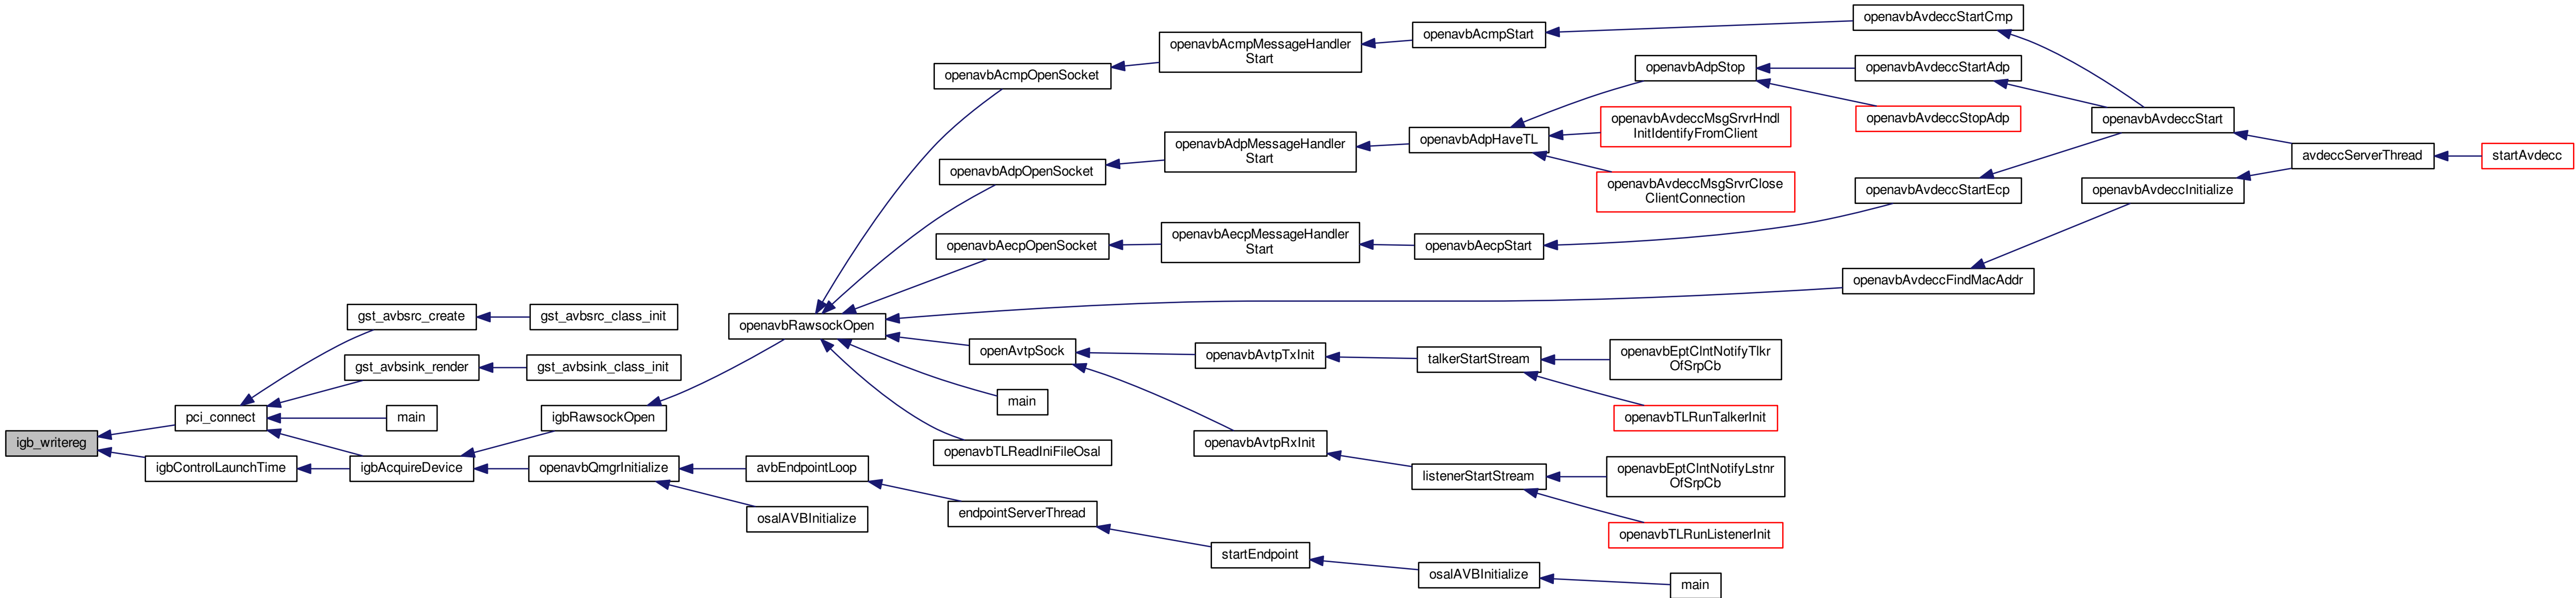 igb_writereg
pci_connect
igbControlLaunchTime
gst_avbsrc_create
gst_avbsink_render
main
igbAcquireDevice
gst_avbsrc_class_init
gst_avbsink_class_init
igbRawsockOpen
openavbQmgrInitialize
openavbRawsockOpen
avbEndpointLoop
osalAVBInitialize
openavbAcmpOpenSocket
openavbAdpOpenSocket
openavbAecpOpenSocket
openAvtpSock
main
openavbTLReadIniFileOsal
endpointServerThread
openavbAcmpMessageHandler
Start
openavbAdpMessageHandler
Start
openavbAecpMessageHandler
Start
openavbAvtpTxInit
openavbAvtpRxInit
startEndpoint
openavbAcmpStart
openavbAdpHaveTL
openavbAecpStart
talkerStartStream
listenerStartStream
osalAVBInitialize
openavbAdpStop
openavbAvdeccMsgSrvrHndl
InitIdentifyFromClient
openavbAvdeccMsgSrvrClose
ClientConnection
openavbEptClntNotifyTlkr
OfSrpCb
openavbTLRunTalkerInit
openavbEptClntNotifyLstnr
OfSrpCb
openavbTLRunListenerInit
main
openavbAvdeccStartCmp
openavbAvdeccStartAdp
openavbAvdeccStopAdp
openavbAvdeccStartEcp
openavbAvdeccFindMacAddr
openavbAvdeccStart
openavbAvdeccInitialize
avdeccServerThread
startAvdecc